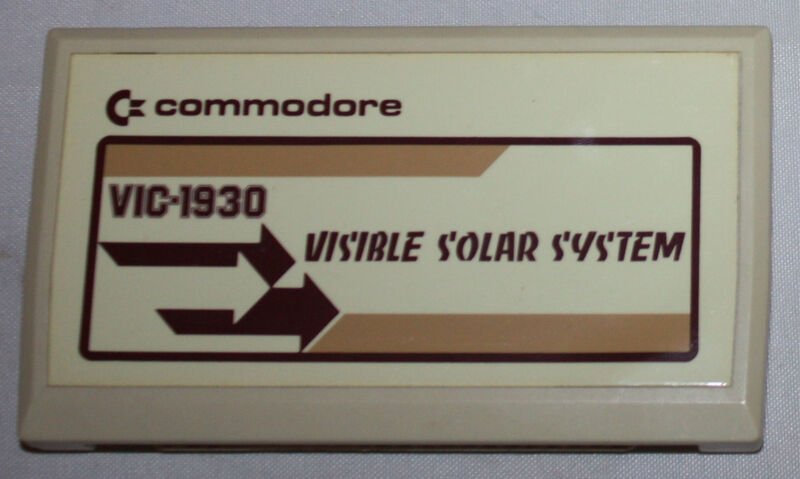 commodore
VIC-1930
VISIBLE SOLAR SYSTEM